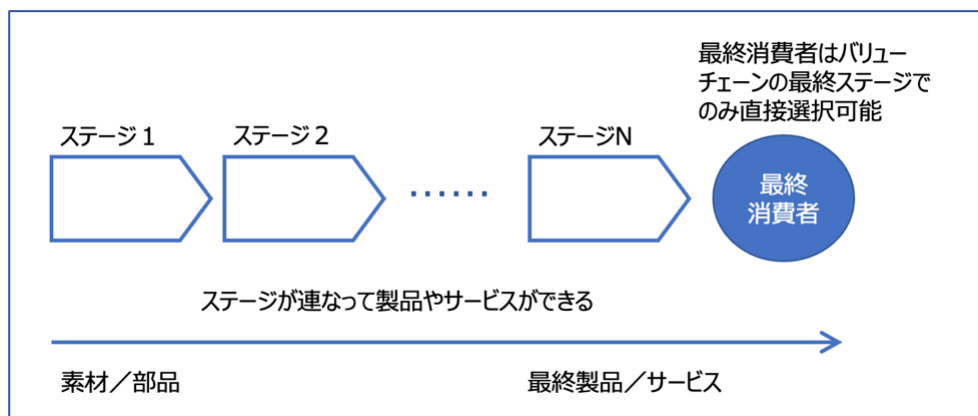 最終消費者はバリュー
チェーンの最終ステージで
のみ直接選択可能
ステージ1
ステージ2
ステージN
……
最終
消費者
ステージが連なって製品やサービスができる
素材／部品
最終製品／サービス